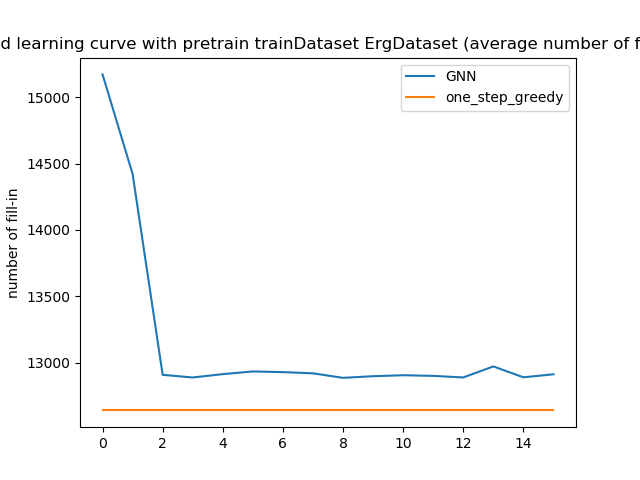 d learning curve with pretrain trainDataset ErgDataset (average number of f
GNN
one_step_greedy
number of fill-in
15000
14500
14000
13500
13000
0 2 4 6 8 10 12 14